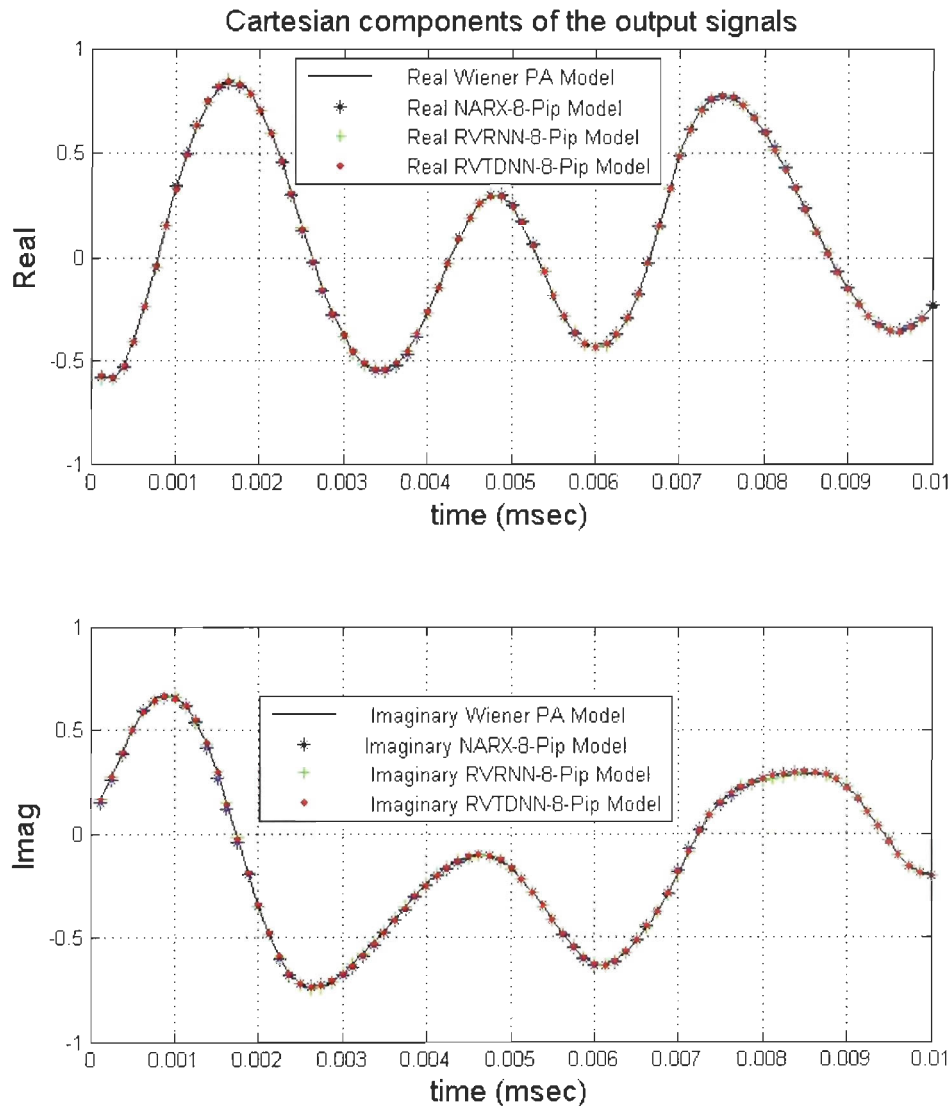 Cartesian components of the output signals
1
0.5
0
-0.5
-1
Real
Real Wiener PA Model
Real NARX-8-Pip Model
Real RVRNN-8-Pip Model
Real RVTDNN-8-Pip Model
0 0.001 0.002 0.003 0.004 0.005 0.006 0.007 0.008 0.009 0.01
time (msec)
1
0.5
0
-0.5
-1
Imag
Imaginary Wiener PA Model
Imaginary NARX-8-Pip Model
Imaginary RVRNN-8-Pip Model
Imaginary RVTDNN-8-Pip Model
0 0.001 0.002 0.003 0.004 0.005 0.006 0.007 0.008 0.009 0.01
time (msec)